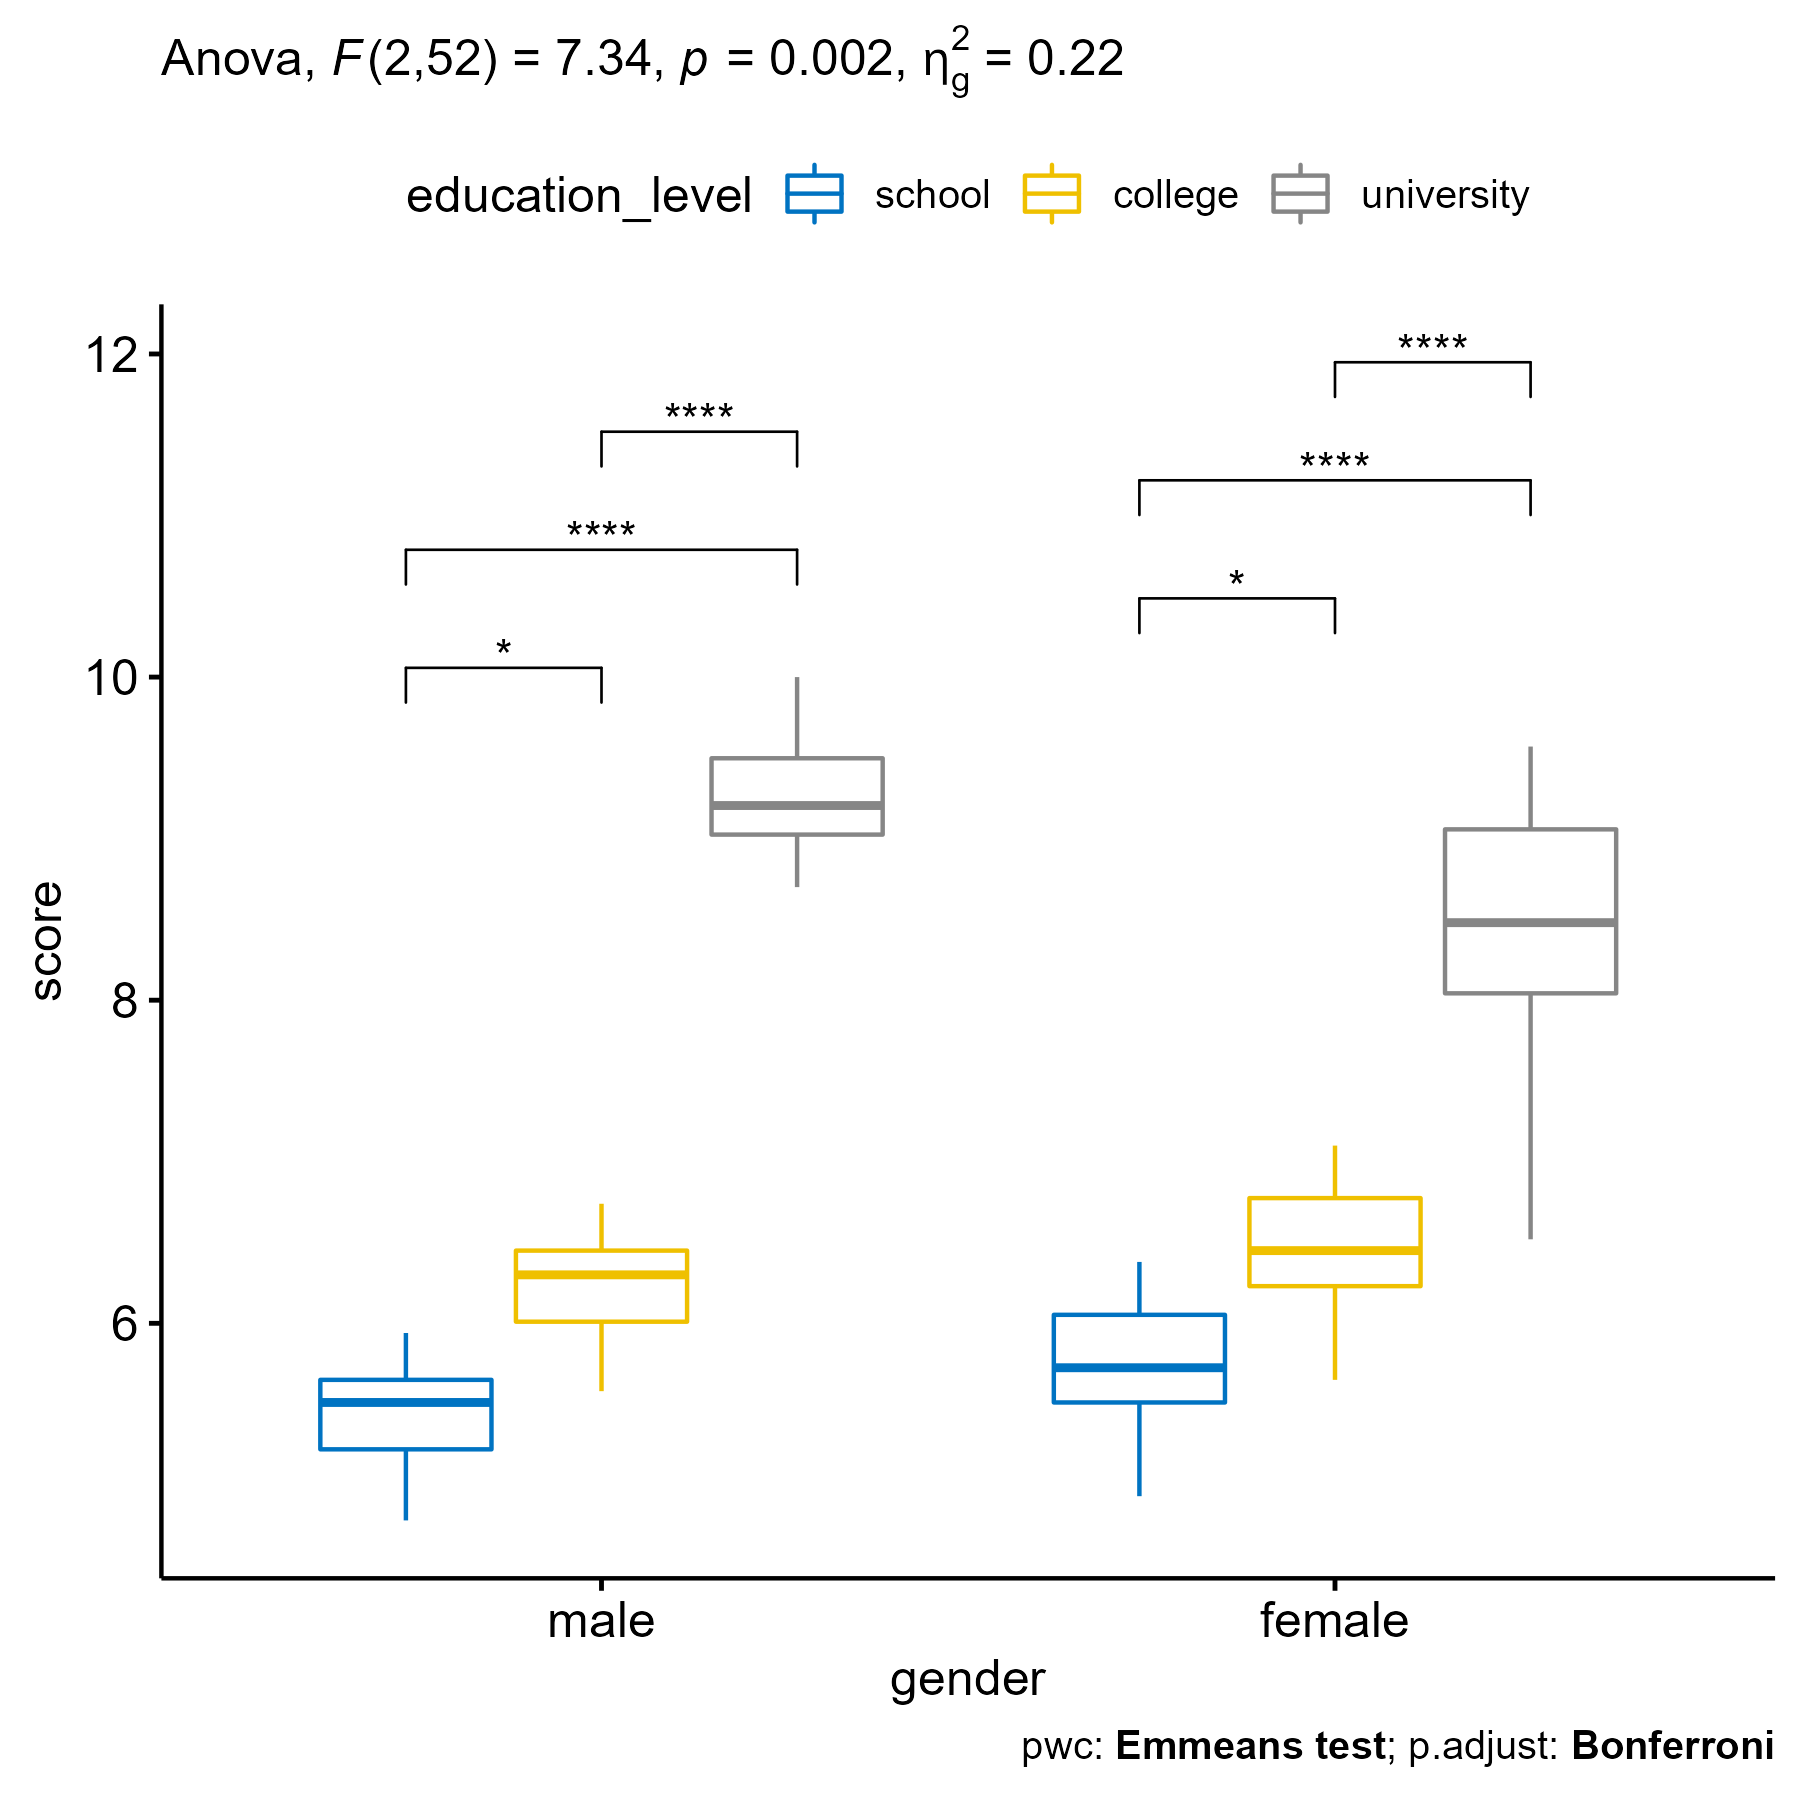 Anova, F(2,52) = 7.34, p = 0.002, η²g = 0.22
education_level school college university
12
10
8
6
score
****
****
*
****
****
*
male female
gender
pwc: Emmeans test; p.adjust: Bonferroni